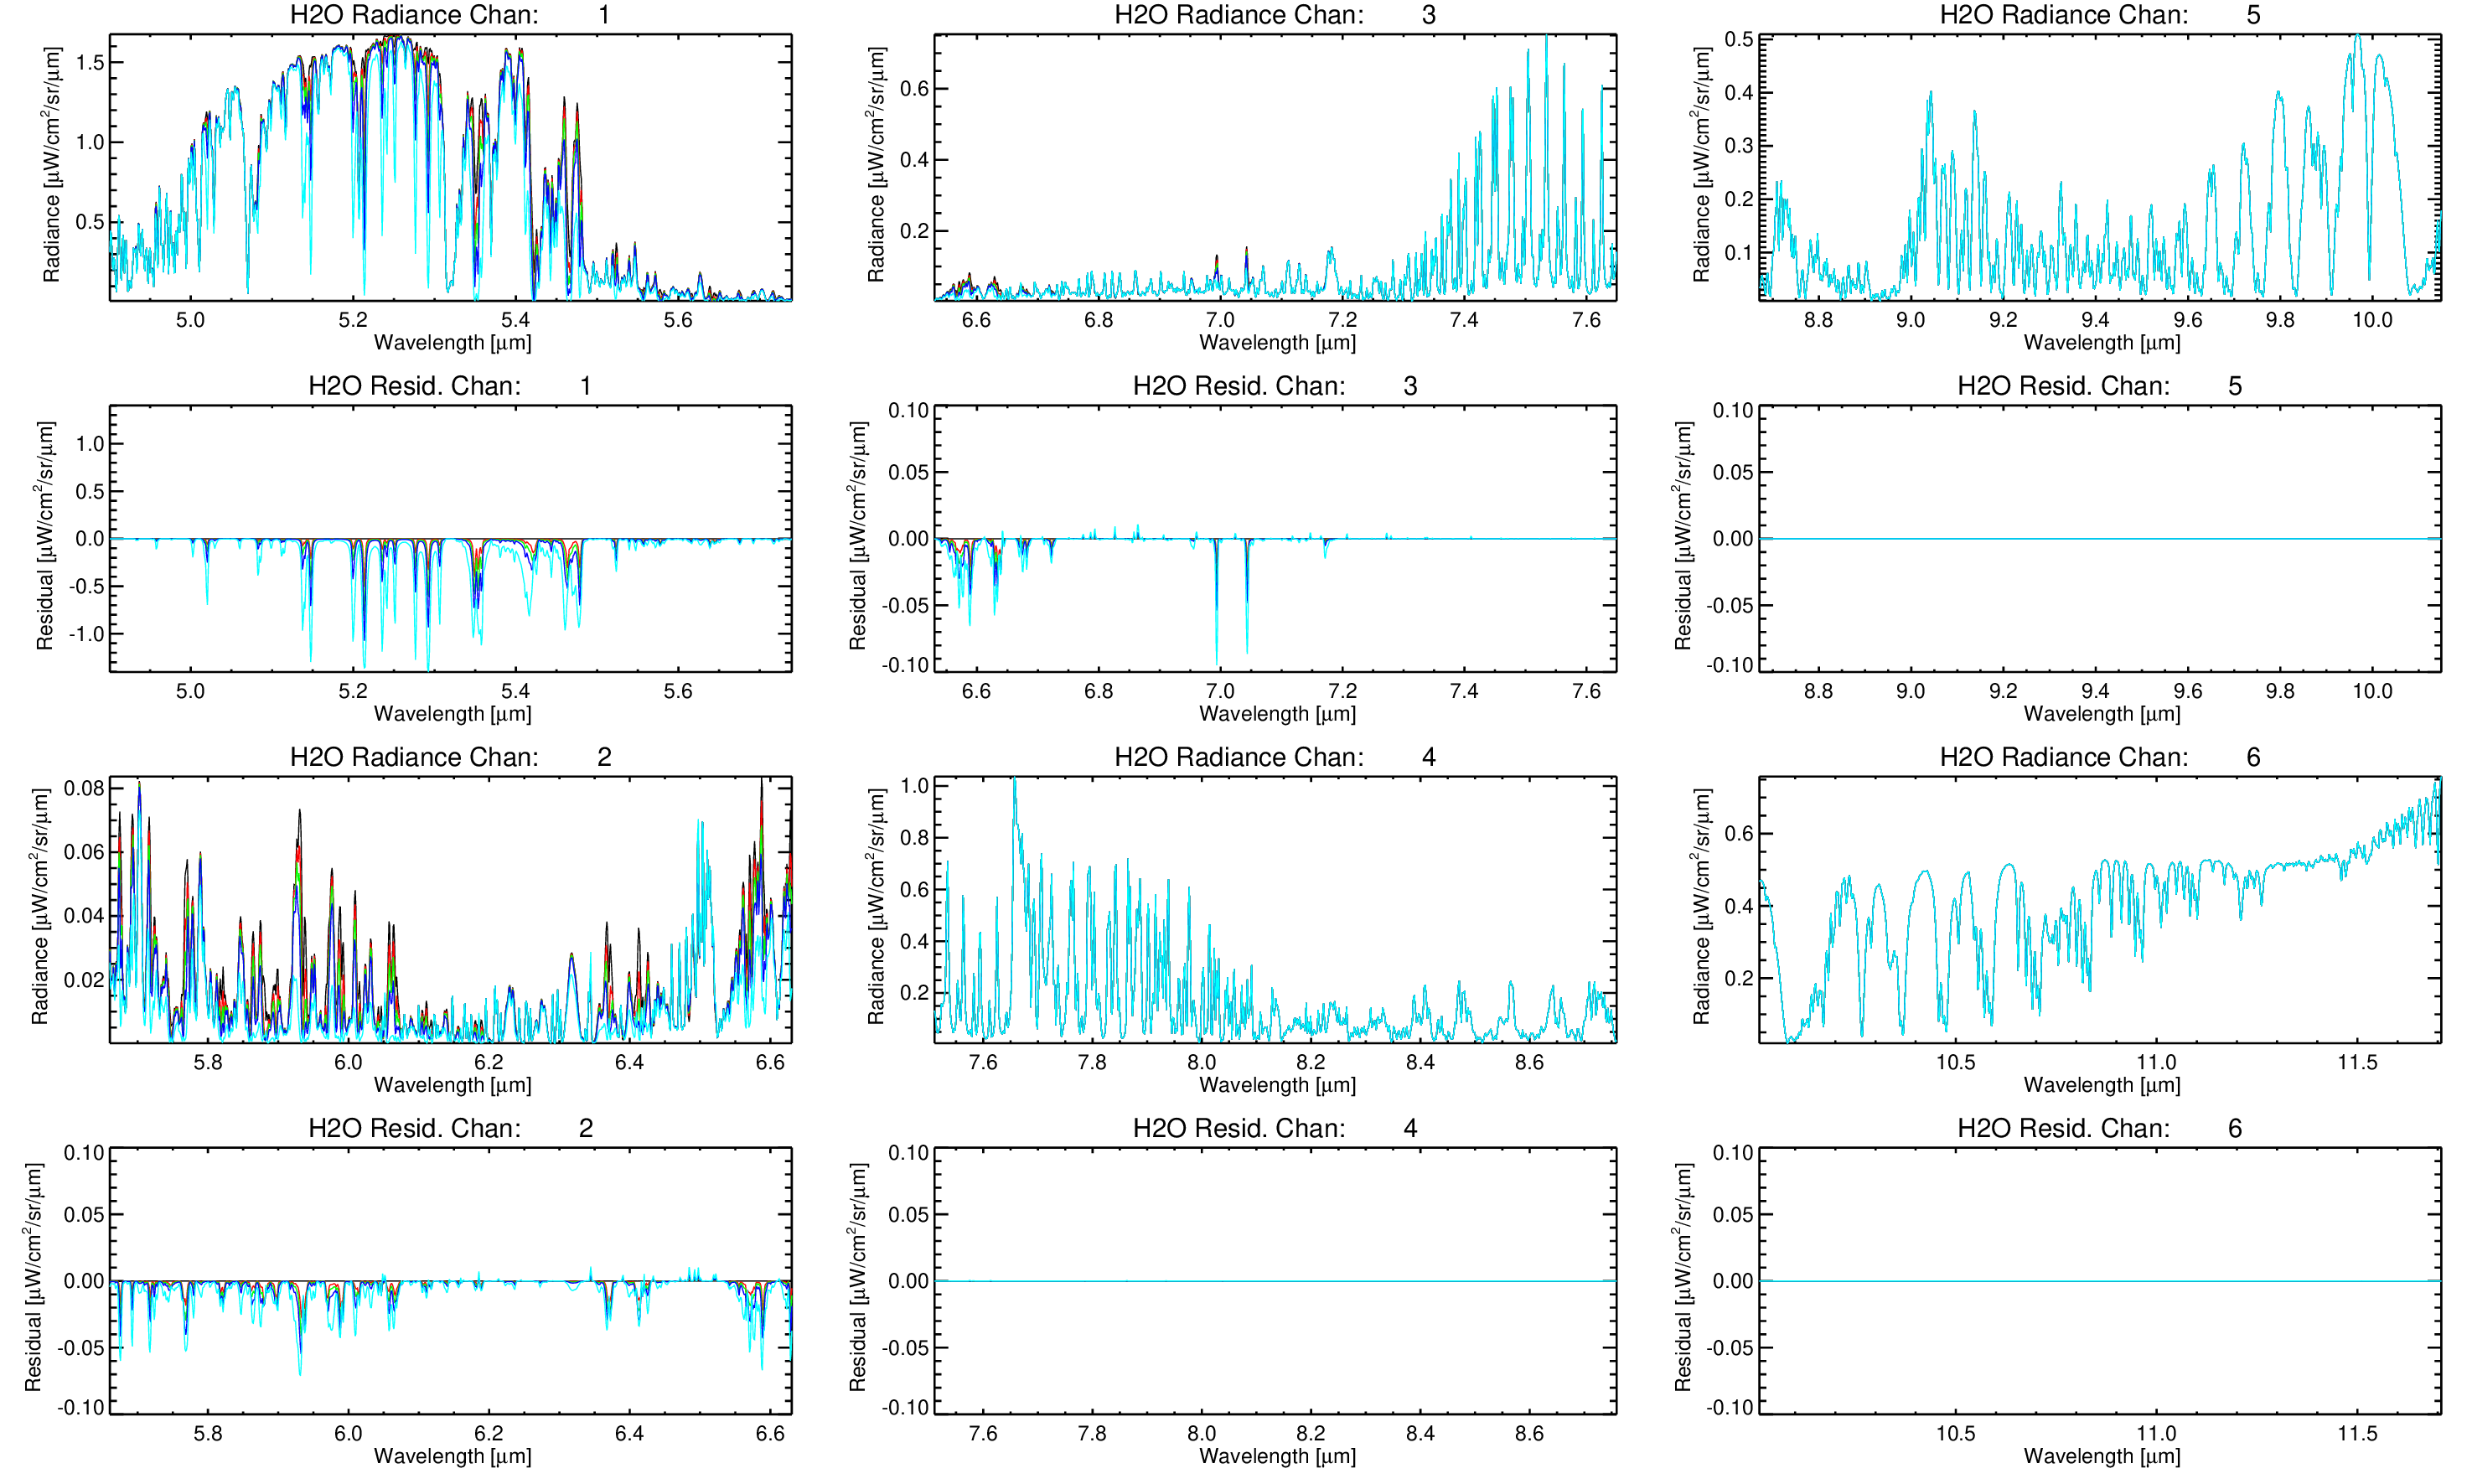 H2O Radiance Chan: 1
Radiance [μW/cm²/sr/μm]
1.5
1.0
0.5
5.0 5.2 5.4 5.6
Wavelength [μm]
H2O Radiance Chan: 3
Radiance [μW/cm²/sr/μm]
0.6
0.4
0.2
6.6 6.8 7.0 7.2 7.4 7.6
Wavelength [μm]
H2O Radiance Chan: 5
Radiance [μW/cm²/sr/μm]
0.5
0.4
0.3
0.2
0.1
8.8 9.0 9.2 9.4 9.6 9.8 10.0
Wavelength [μm]
H2O Resid. Chan: 1
Residual [μW/cm²/sr/μm]
1.0
0.5
0.0
-0.5
-1.0
5.0 5.2 5.4 5.6
Wavelength [μm]
H2O Resid. Chan: 3
Residual [μW/cm²/sr/μm]
0.10
0.05
0.00
-0.05
-0.10
6.6 6.8 7.0 7.2 7.4 7.6
Wavelength [μm]
H2O Resid. Chan: 5
Residual [μW/cm²/sr/μm]
0.10
0.05
0.00
-0.05
-0.10
8.8 9.0 9.2 9.4 9.6 9.8 10.0
Wavelength [μm]
H2O Radiance Chan: 2
Radiance [μW/cm²/sr/μm]
0.08
0.06
0.04
0.02
5.8 6.0 6.2 6.4 6.6
Wavelength [μm]
H2O Radiance Chan: 4
Radiance [μW/cm²/sr/μm]
1.0
0.8
0.6
0.4
0.2
7.6 7.8 8.0 8.2 8.4 8.6
Wavelength [μm]
H2O Radiance Chan: 6
Radiance [μW/cm²/sr/μm]
0.6
0.4
0.2
10.5 11.0 11.5
Wavelength [μm]
H2O Resid. Chan: 2
Residual [μW/cm²/sr/μm]
0.10
0.05
0.00
-0.05
-0.10
5.8 6.0 6.2 6.4 6.6
Wavelength [μm]
H2O Resid. Chan: 4
Residual [μW/cm²/sr/μm]
0.10
0.05
0.00
-0.05
-0.10
7.6 7.8 8.0 8.2 8.4 8.6
Wavelength [μm]
H2O Resid. Chan: 6
Residual [μW/cm²/sr/μm]
0.10
0.05
0.00
-0.05
-0.10
10.5 11.0 11.5
Wavelength [μm]